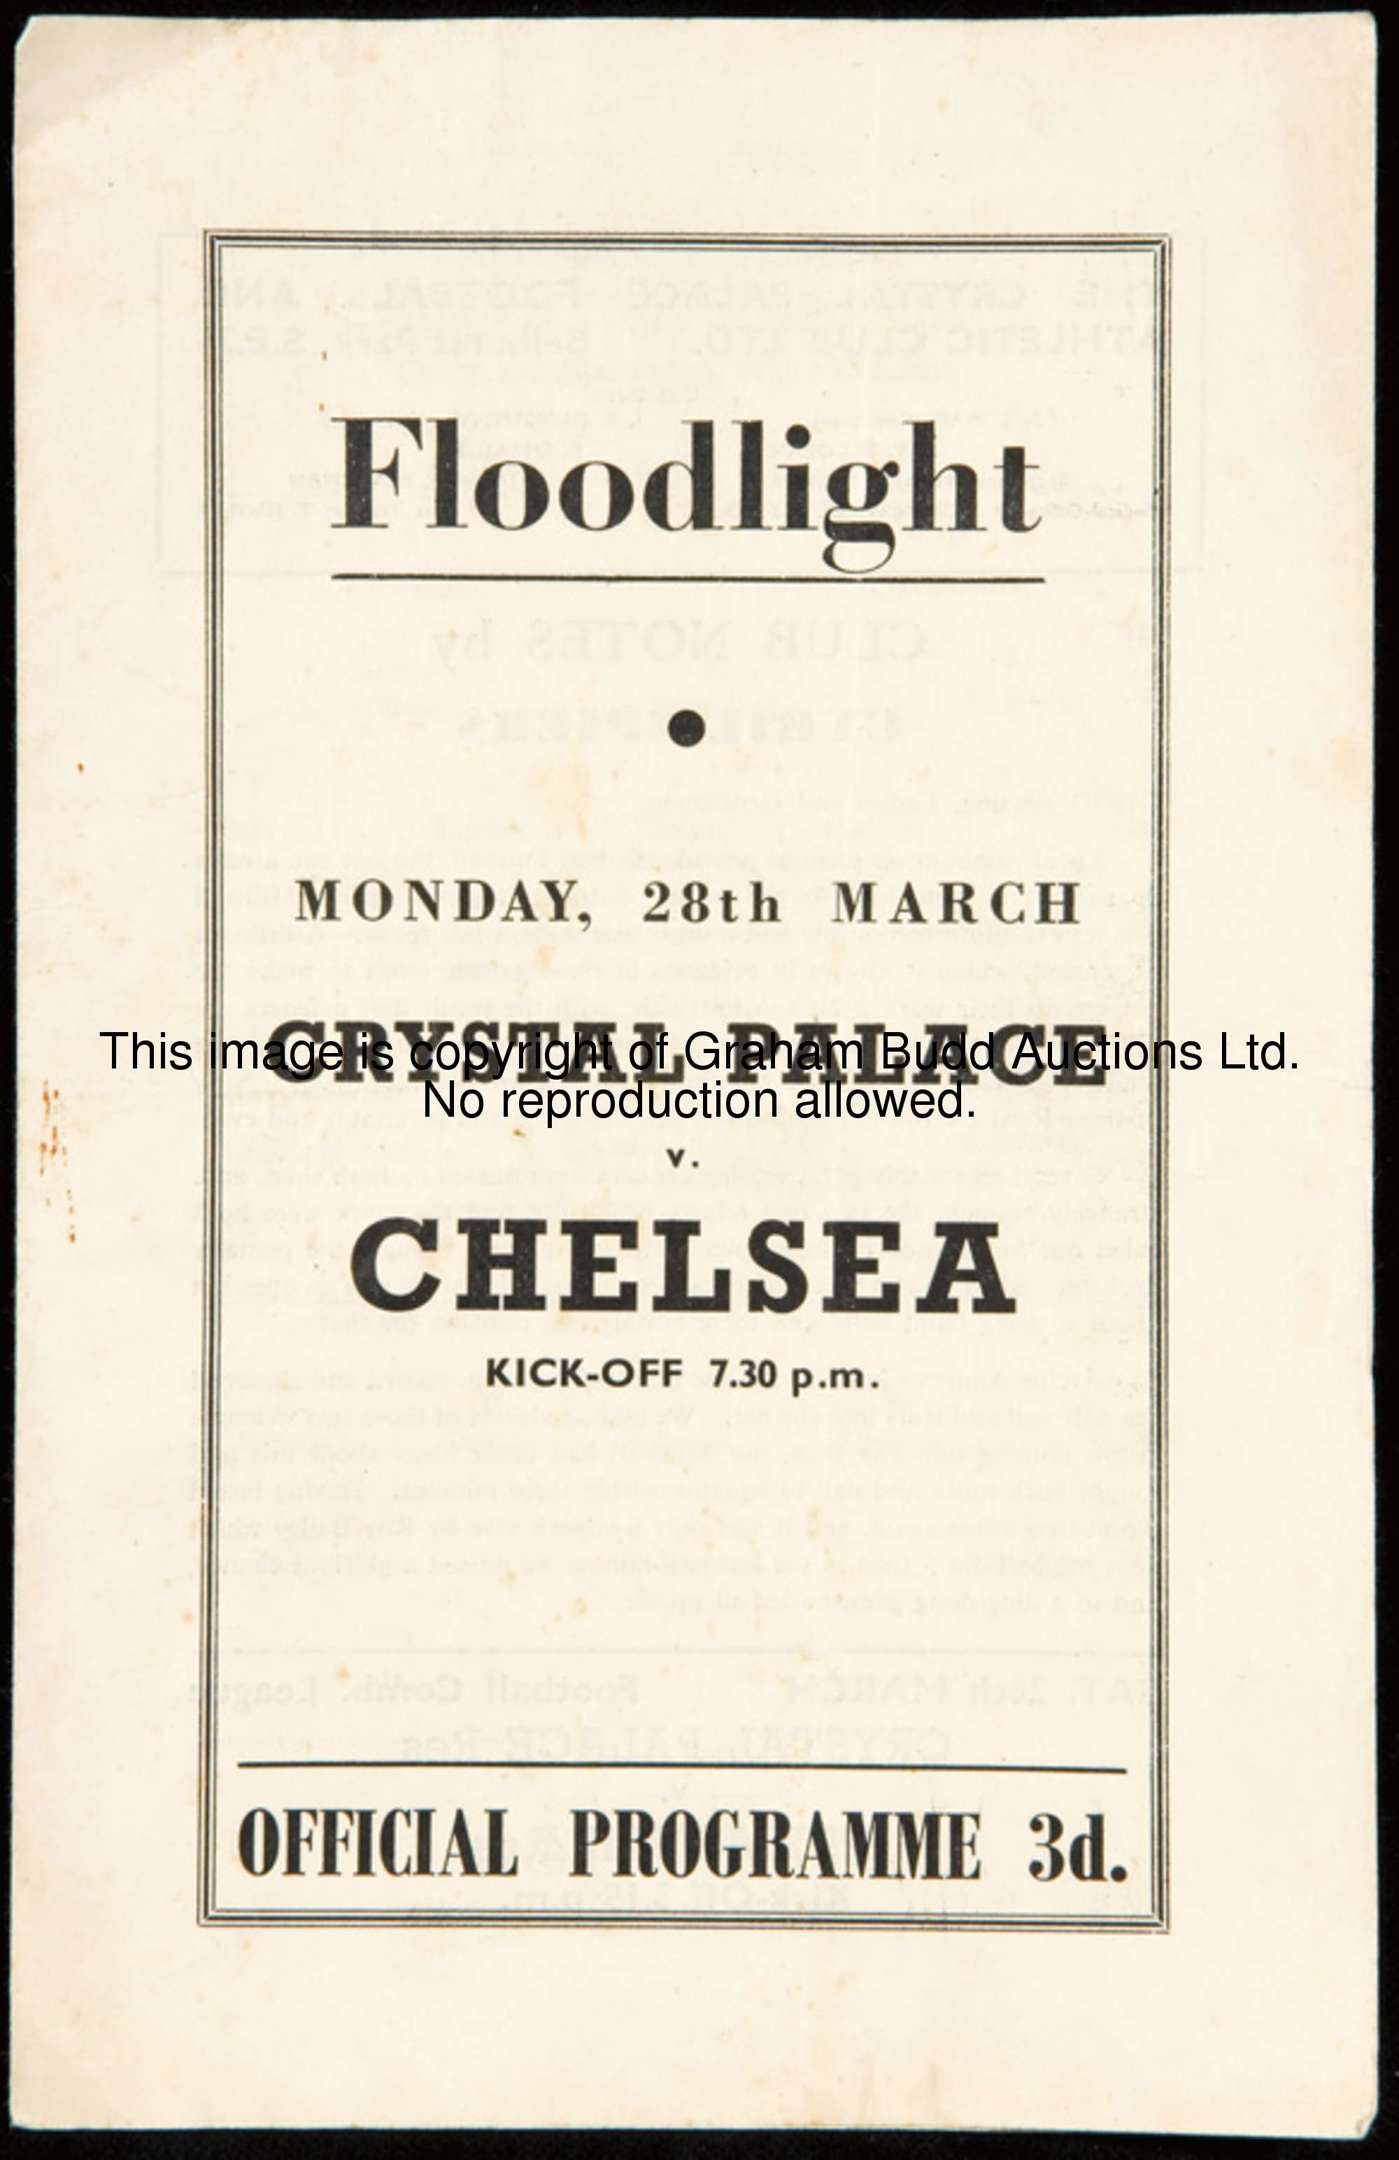 Floodlight
MONDAY, 28th MARCH
CRYSTAL PALACE
This image is copyright of Graham Budd Auctions Ltd.
No reproduction allowed.
v.
CHELSEA
KICK-OFF 7.30 p.m.
OFFICIAL PROGRAMME 3d.